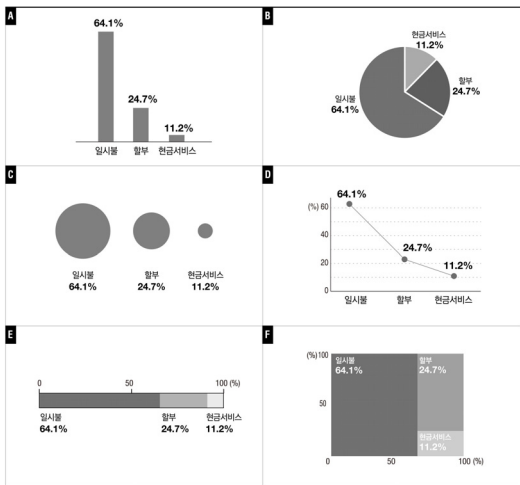 A
64.1%
24.7%
11.2%
일시불 할부 현금서비스
B
현금서비스
11.2%
할부
24.7%
일시불
64.1%
C
일시불 할부 현금서비스
64.1% 24.7% 11.2%
D
(%) 60
40
20
0
64.1%
24.7%
11.2%
일시불 할부 현금서비스
E
0 50 100 (%)
일시불 할부 현금서비스
64.1% 24.7% 11.2%
F
(%) 100
50
일시불 할부
64.1% 24.7%
현금서비스
11.2%
0 50 100 (%)